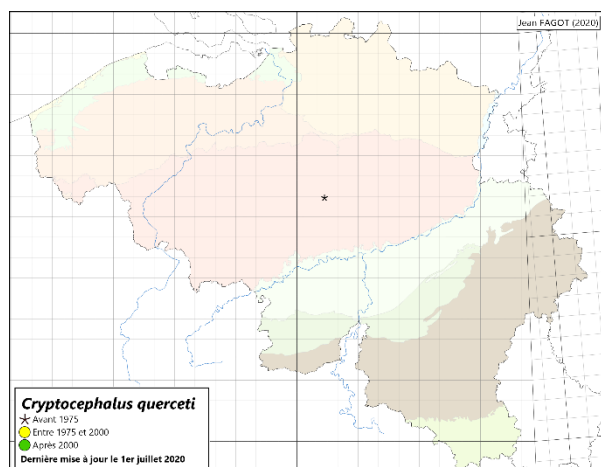 Jean FAGOT (2020)
Cryptocephalus querceti
Avant 1975
Entre 1975 et 2000
Après 2000
Dernière mise à jour le 1er juillet 2020